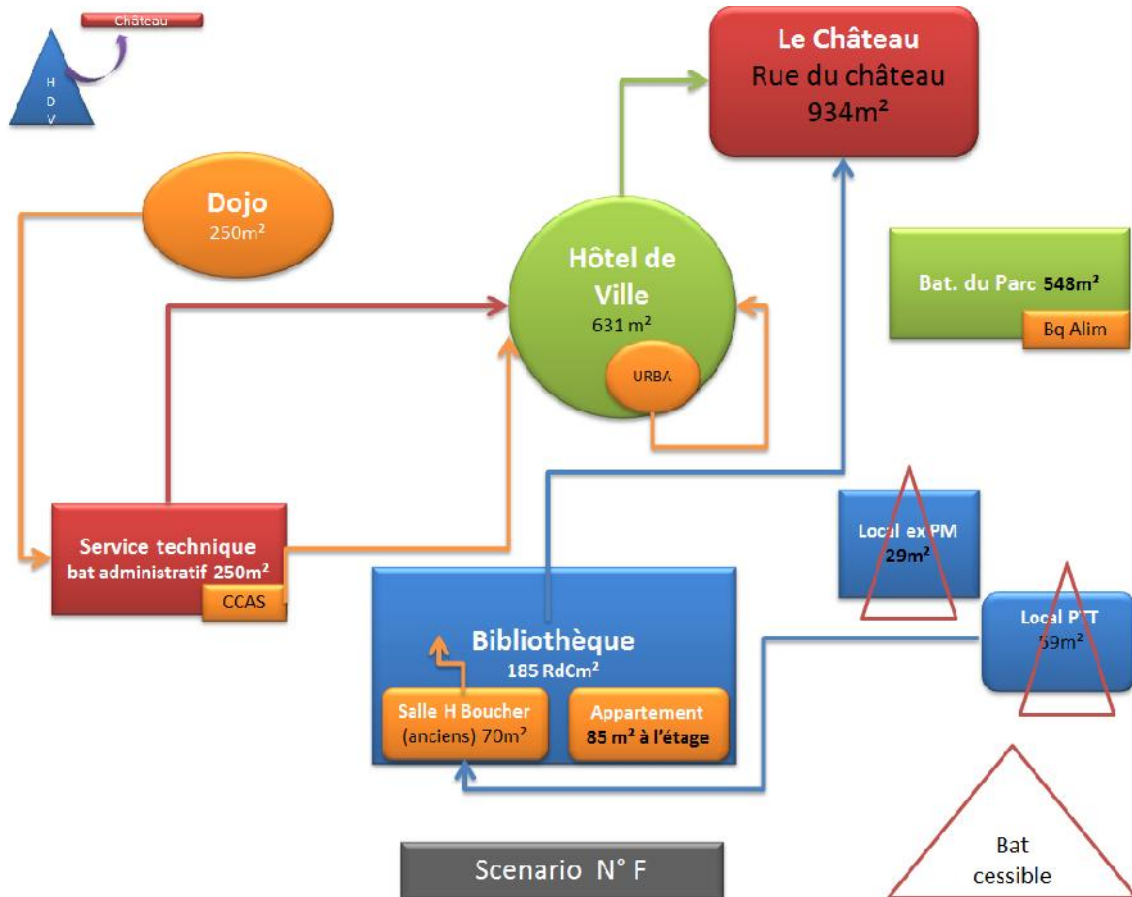 Château
H
D
V
Le Château
Rue du château
934m²
Dojo
250m²
Hôtel de
Ville
631 m²
URBA
Bat. du Parc 548m²
Bq Alim
Service technique
bat administratif 250m²
CCAS
Local ex PM
29m²
Local PTT
59m²
Bibliothèque
185 RdCm²
Salle H Boucher
(anciens) 70m²
Appartement
85 m² à l'étage
Bat
cessible
Scenario N° F